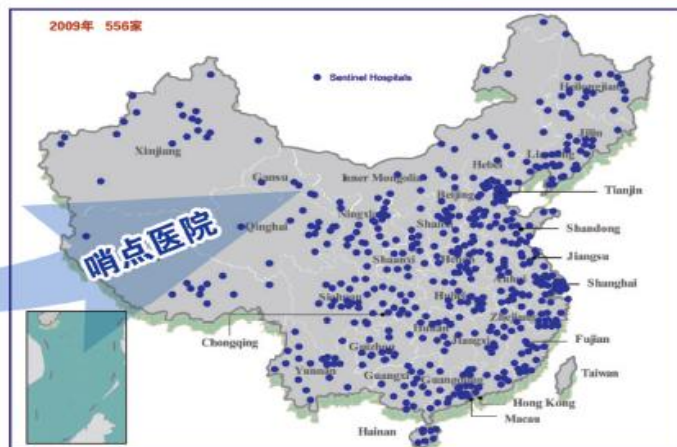 2009年 556家
Sentinel Hospitals
Heilongjiang
Jilin
Liaoning
Xinjiang
Hebei
Gansu
Inner Mongolia
Beijing
Tianjin
Ningxia
Shanxi
Qinghai
Shandong
哨点医院
Shaanxi
Henan
Jiangsu
Anhui
Shanghai
Sichuan
Hubei
Zhejiang
Chongqing
Hunan
Jiangxi
Fujian
Guizhou
Yunnan
Guangxi
Guangdong
Taiwan
Hong Kong
Macau
Hainan